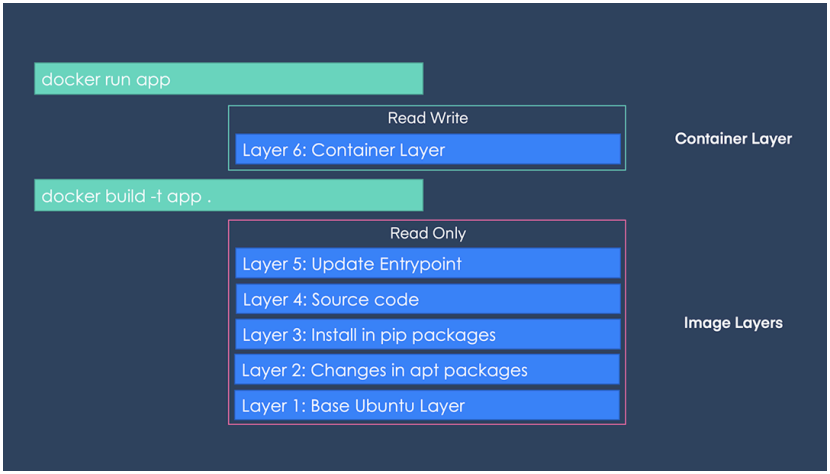 docker run app
Read Write
Layer 6: Container Layer
Container Layer
docker build -t app .
Read Only
Layer 5: Update Entrypoint
Layer 4: Source code
Layer 3: Install in pip packages
Image Layers
Layer 2: Changes in apt packages
Layer 1: Base Ubuntu Layer